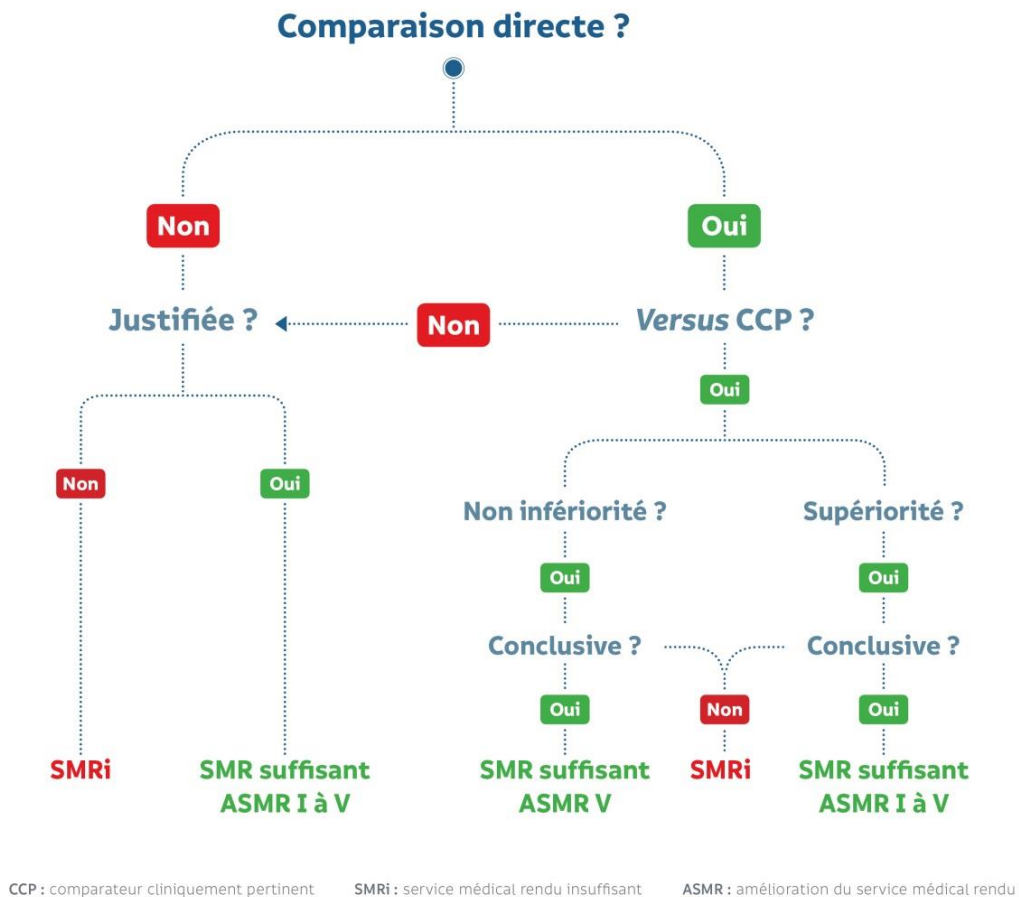 Comparaison directe ?
Non
Oui
Justifiée ?
Non
Versus CCP ?
Oui
Non
Oui
Non infériorité ?
Supériorité ?
Oui
Oui
Conclusive ?
Conclusive ?
Oui
Non
Oui
SMRi
SMR suffisant
ASMR I à V
SMR suffisant
ASMR V
SMRi
SMR suffisant
ASMR I à V
CCP : comparateur cliniquement pertinent
SMRi : service médical rendu insuffisant
ASMR : amélioration du service médical rendu